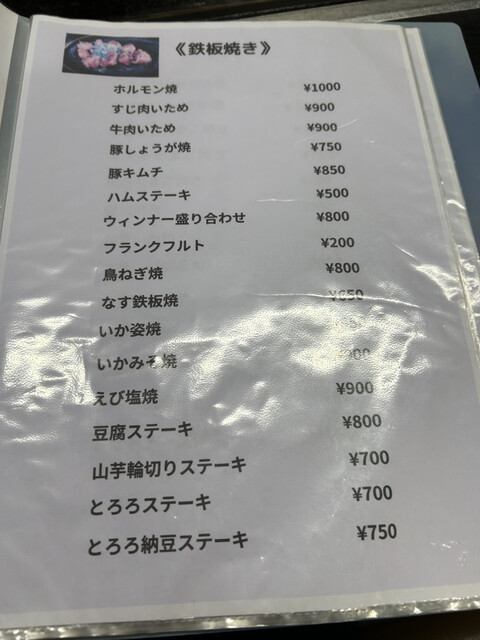 《鉄板焼き》
ホルモン焼 ¥1000
すじ肉いため ¥900
牛肉いため ¥900
豚しょうが焼 ¥750
豚キムチ ¥850
ハムステーキ ¥500
ウィンナー盛り合わせ ¥800
フランクフルト ¥200
鳥ねぎ焼 ¥800
なす鉄板焼 ¥650
いか姿焼
いかみそ焼
えび塩焼 ¥900
豆腐ステーキ ¥800
山芋輪切りステーキ ¥700
とろろステーキ ¥700
とろろ納豆ステーキ ¥750